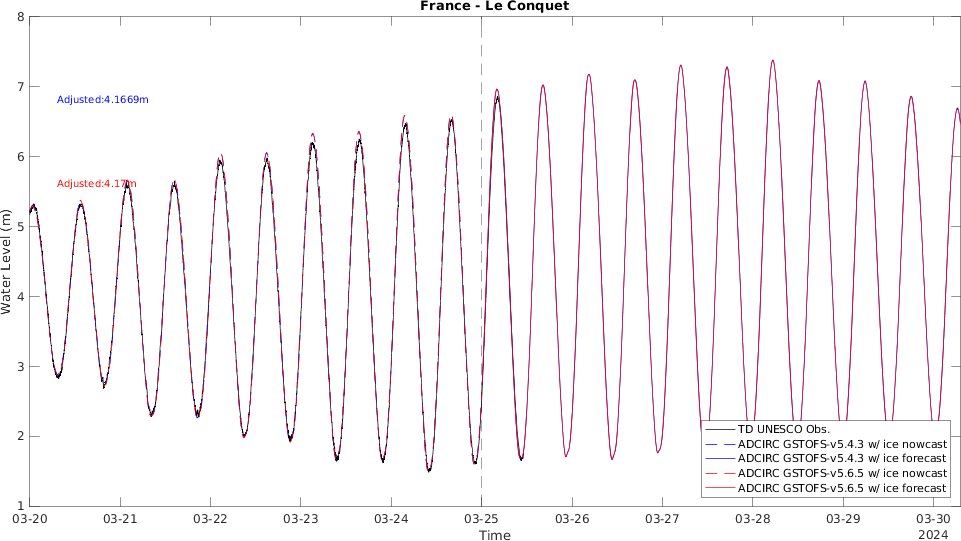 France - Le Conquet
8
7
6
5
4
3
2
1
Water Level (m)
Adjusted:4.1669m
Adjusted:4.17m
TD UNESCO Obs.
ADCIRC GSTOFS-v5.4.3 w/ ice nowcast
ADCIRC GSTOFS-v5.4.3 w/ ice forecast
ADCIRC GSTOFS-v5.6.5 w/ ice nowcast
ADCIRC GSTOFS-v5.6.5 w/ ice forecast
03-20 03-21 03-22 03-23 03-24 03-25 03-26 03-27 03-28 03-29 03-30
Time
2024